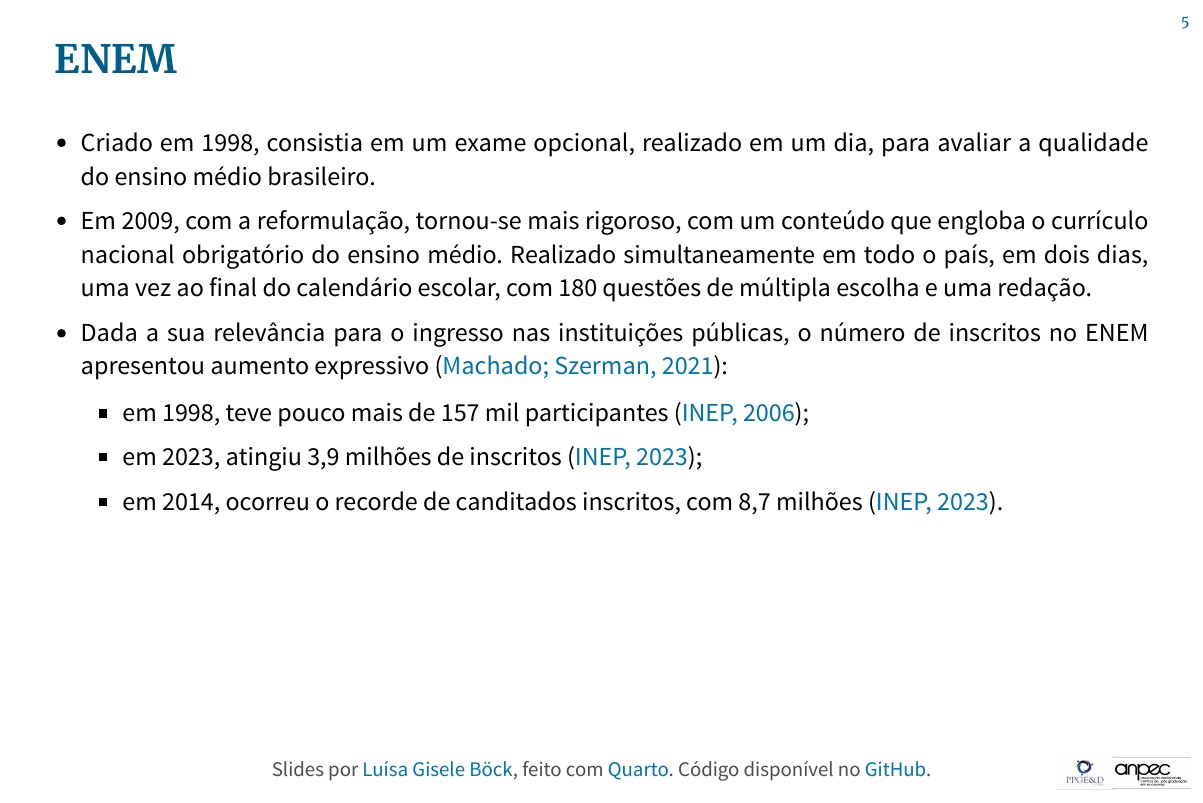 5
ENEM
• Criado em 1998, consistia em um exame opcional, realizado em um dia, para avaliar a qualidade
do ensino médio brasileiro.
• Em 2009, com a reformulação, tornou-se mais rigoroso, com um conteúdo que engloba o currículo
nacional obrigatório do ensino médio. Realizado simultaneamente em todo o país, em dois dias,
uma vez ao final do calendário escolar, com 180 questões de múltipla escolha e uma redação.
• Dada a sua relevância para o ingresso nas instituições públicas, o número de inscritos no ENEM
apresentou aumento expressivo (Machado; Szerman, 2021):
▪ em 1998, teve pouco mais de 157 mil participantes (INEP, 2006);
▪ em 2023, atingiu 3,9 milhões de inscritos (INEP, 2023);
▪ em 2014, ocorreu o recorde de canditados inscritos, com 8,7 milhões (INEP, 2023).
Slides por Luísa Gisele Böck, feito com Quarto. Código disponível no GitHub.
PPGE&D
anpec